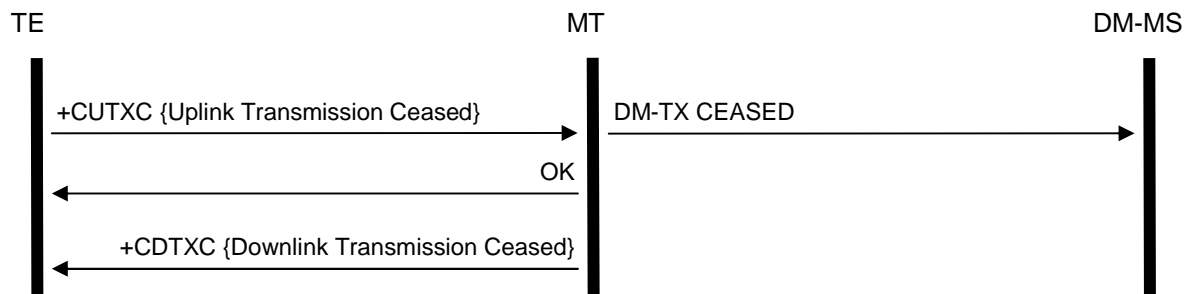 TE
MT
DM-MS
+CUTXC {Uplink Transmission Ceased}
DM-TX CEASED
OK
+CDTXC {Downlink Transmission Ceased}